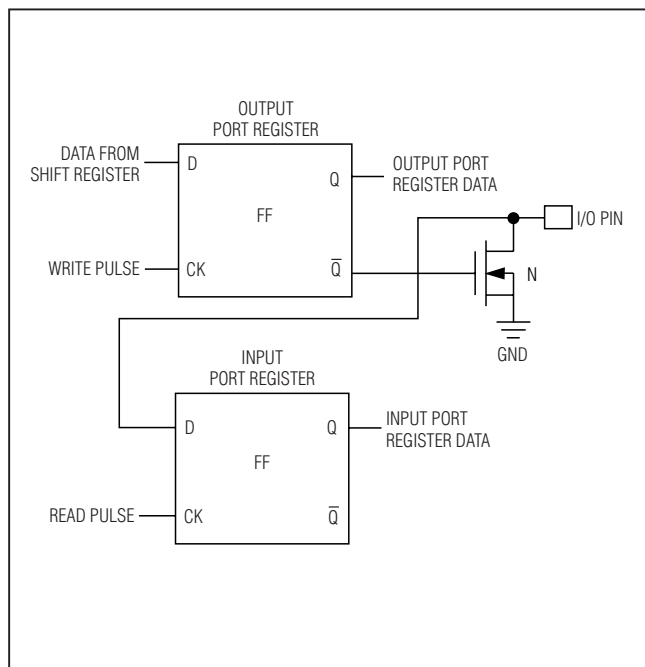 OUTPUT
PORT REGISTER
DATA FROM
SHIFT REGISTER
D
Q
OUTPUT PORT
REGISTER DATA
FF
I/O PIN
WRITE PULSE
CK
Q̅
N
GND
INPUT
PORT REGISTER
D
Q
INPUT PORT
REGISTER DATA
FF
READ PULSE
CK
Q̅